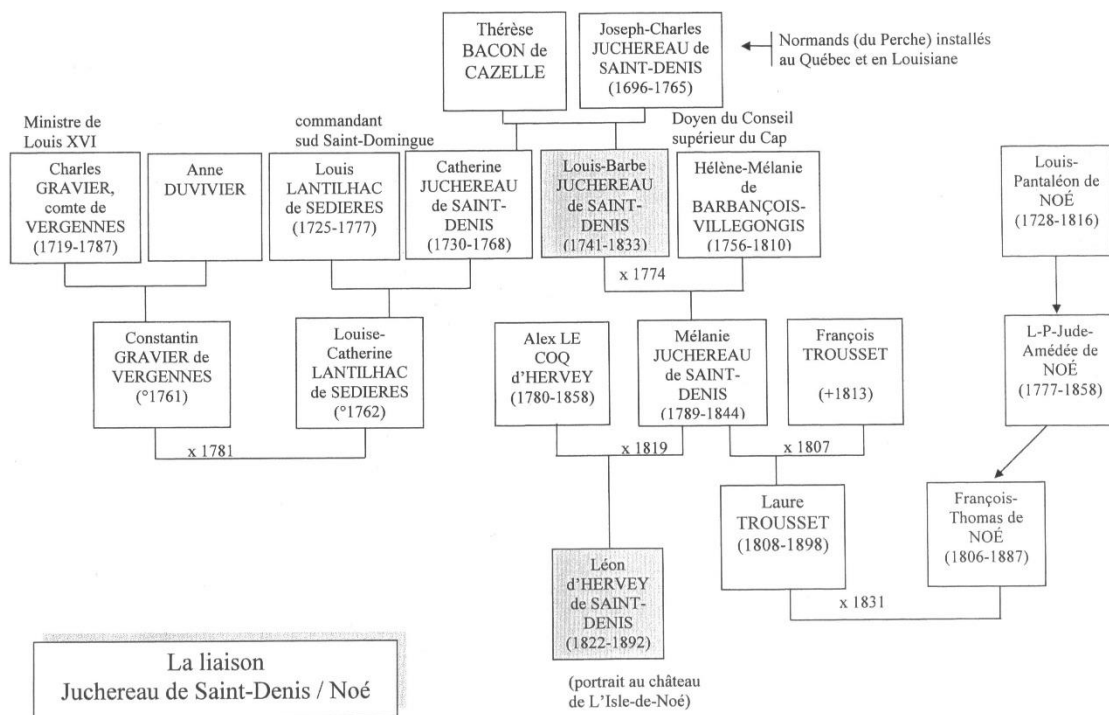 Thérèse
BACON de
CAZELLE
Joseph-Charles
JUCHEREAU de
SAINT-DENIS
(1696-1765)
Normands (du Perche) installés
au Québec et en Louisiane
Ministre de
Louis XVI
commandant
sud Saint-Domingue
Doyen du Conseil
supérieur du Cap
Charles
GRAVIER,
comte de
VERGENNES
(1719-1787)
Anne
DUVIVIER
Louis
LANTILHAC
de SEDIERES
(1725-1777)
Catherine
JUCHEREAU
de SAINT-
DENIS
(1730-1768)
Louis-Barbe
JUCHEREAU
de SAINT-
DENIS
(1741-1833)
Hélène-Mélanie
de
BARBANÇOIS-
VILLEGONGIS
(1756-1810)
Louis-
Pantaléon de
NOÉ
(1728-1816)
x 1774
Constantin
GRAVIER de
VERGENNES
(°1761)
Louise-
Catherine
LANTILHAC
de SEDIERES
(°1762)
Alex LE
COQ
d'HERVEY
(1780-1858)
Mélanie
JUCHEREAU
de SAINT-
DENIS
(1789-1844)
François
TROUSSET
(+1813)
L-P-Jude-
Amédée de
NOÉ
(1777-1858)
x 1781
x 1819
x 1807
Laure
TROUSSET
(1808-1898)
François-
Thomas de
NOÉ
(1806-1887)
Léon
d'HERVEY
de SAINT-
DENIS
(1822-1892)
x 1831
(portrait au château
de L'Isle-de-Noé)
La liaison
Juchereau de Saint-Denis / Noé